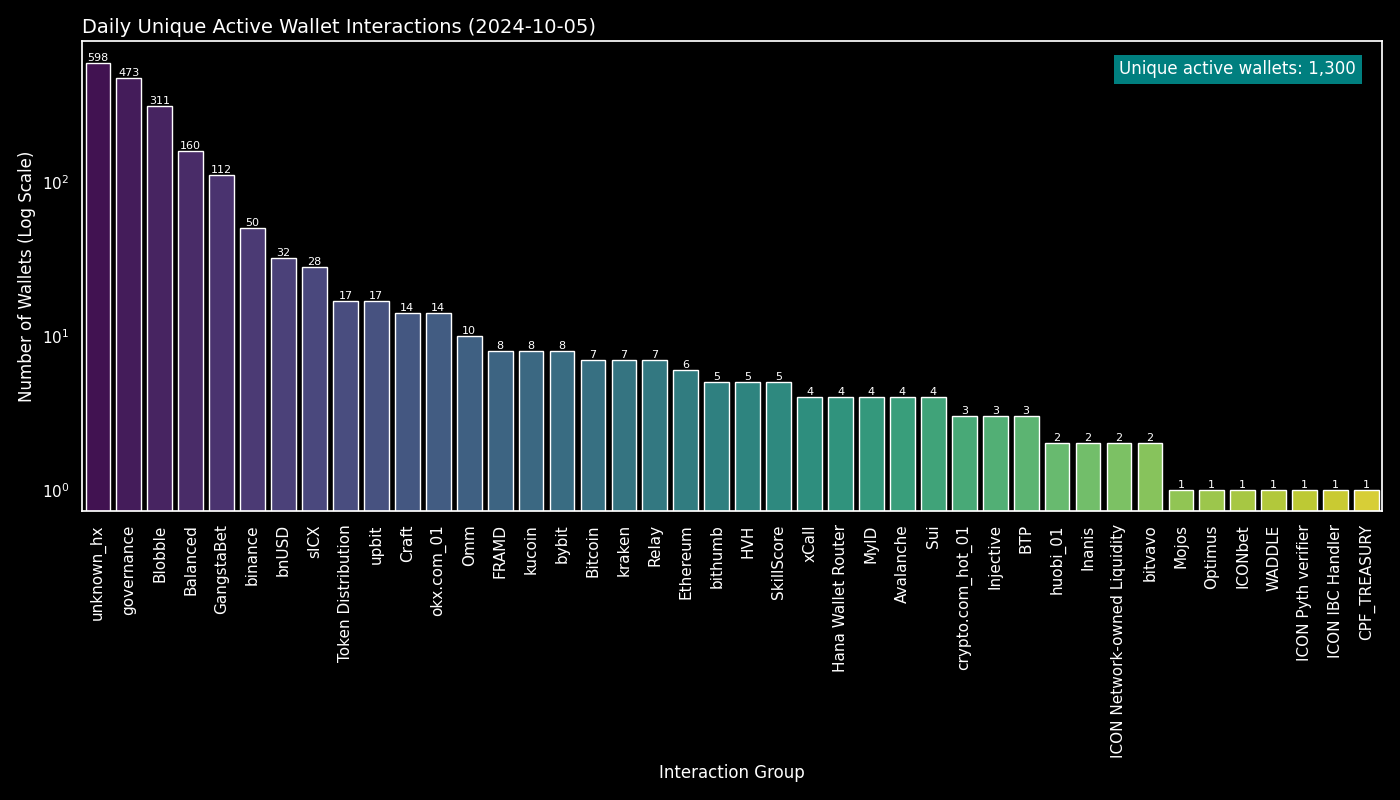 Daily Unique Active Wallet Interactions (2024-10-05)
Unique active wallets: 1,300
Number of Wallets (Log Scale)
10²
10¹
10⁰
598
473
311
160
112
50
32
28
17
17
14
14
10
8
8
8
7
7
7
6
5
5
5
4
4
4
4
4
3
3
3
2
2
2
2
1
1
1
1
1
1
1
unknown_hx
governance
Blobble
Balanced
GangstaBet
binance
bnUSD
sICX
Token Distribution
upbit
Craft
okx.com_01
Omm
FRAMD
kucoin
bybit
Bitcoin
kraken
Relay
Ethereum
bithumb
HVH
SkillScore
xCall
Hana Wallet Router
MyID
Avalanche
Sui
crypto.com_hot_01
Injective
BTP
huobi_01
Inanis
ICON Network-owned Liquidity
bitvavo
Mojos
Optimus
ICONbet
WADDLE
ICON Pyth verifier
ICON IBC Handler
CPF_TREASURY
Interaction Group